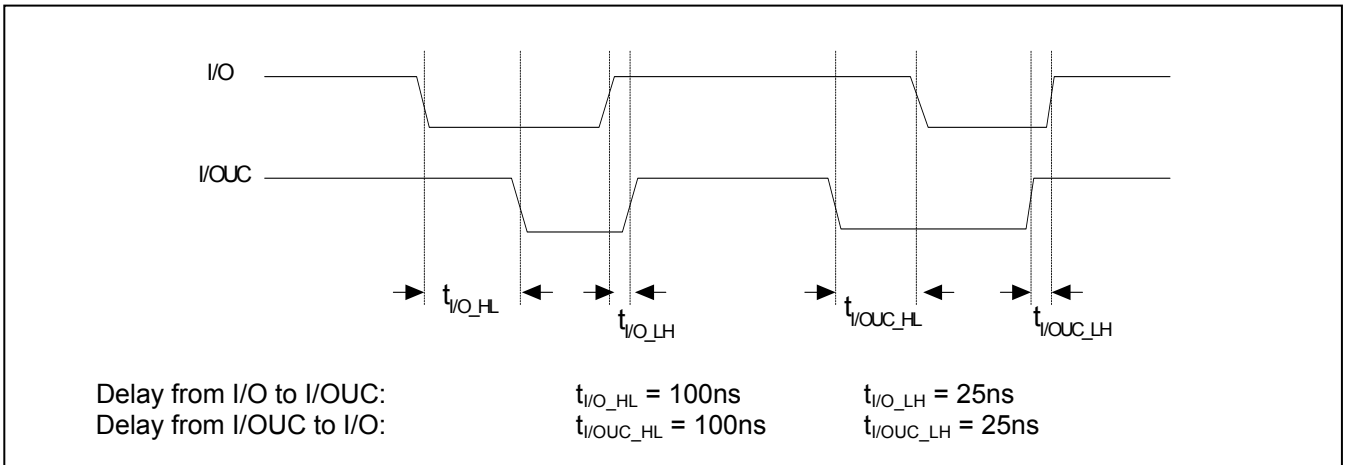 I/O
I/OUC
tI/O_HL
tI/O_LH
tI/OUC_HL
tI/OUC_LH
Delay from I/O to I/OUC: tI/O_HL = 100ns tI/O_LH = 25ns
Delay from I/OUC to I/O: tI/OUC_HL = 100ns tI/OUC_LH = 25ns